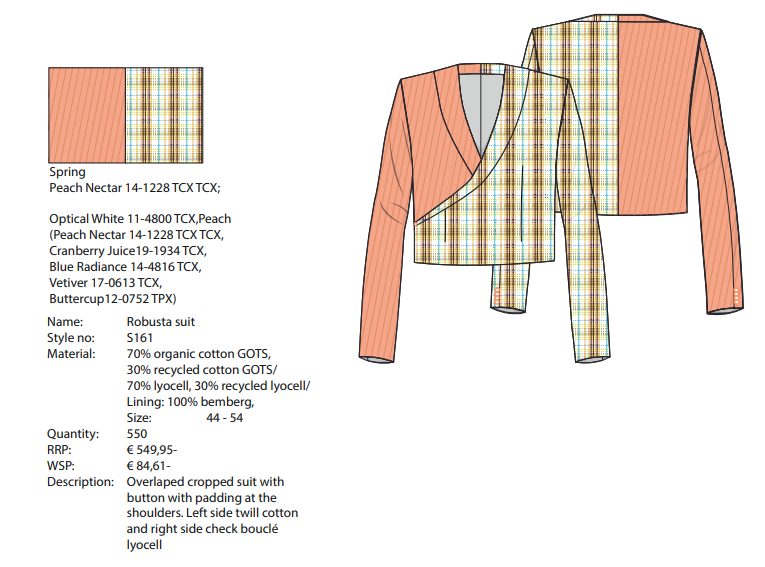 Spring
Peach Nectar 14-1228 TCX TCX;
Optical White 11-4800 TCX,Peach
(Peach Nectar 14-1228 TCX TCX,
Cranberry Juice19-1934 TCX,
Blue Radiance 14-4816 TCX,
Vetiver 17-0613 TCX,
Buttercup12-0752 TPX)
Name: Robusta suit
Style no: S161
Material: 70% organic cotton GOTS,
30% recycled cotton GOTS/
70% lyocell, 30% recycled lyocell/
Lining: 100% bemberg,
Size: 44 - 54
Quantity: 550
RRP: € 549,95-
WSP: € 84,61-
Description: Overlaped cropped suit with
button with padding at the
shoulders. Left side twill cotton
and right side check bouclé
lyocell